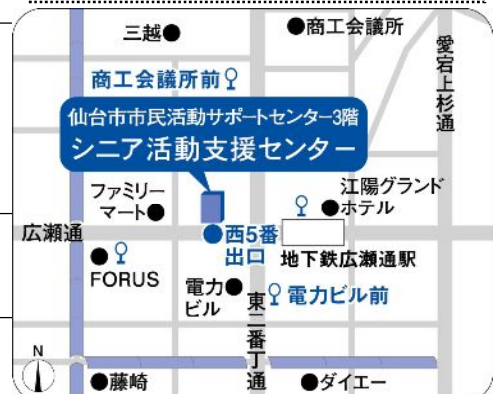 三越
商工会議所
愛宕上杉通
商工会議所前
仙台市市民活動サポートセンター3階
シニア活動支援センター
ファミリー
マート
江陽グランド
ホテル
広瀬通
西5番
出口
地下鉄広瀬通駅
FORUS
電力
ビル
東二番丁通
電力ビル前
N
藤崎
ダイエー